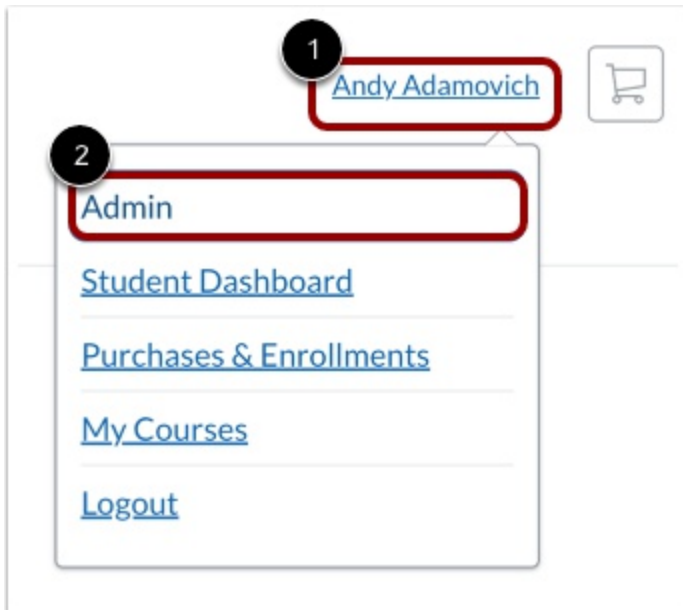 1
Andy Adamovich
2
Admin
Student Dashboard
Purchases & Enrollments
My Courses
Logout